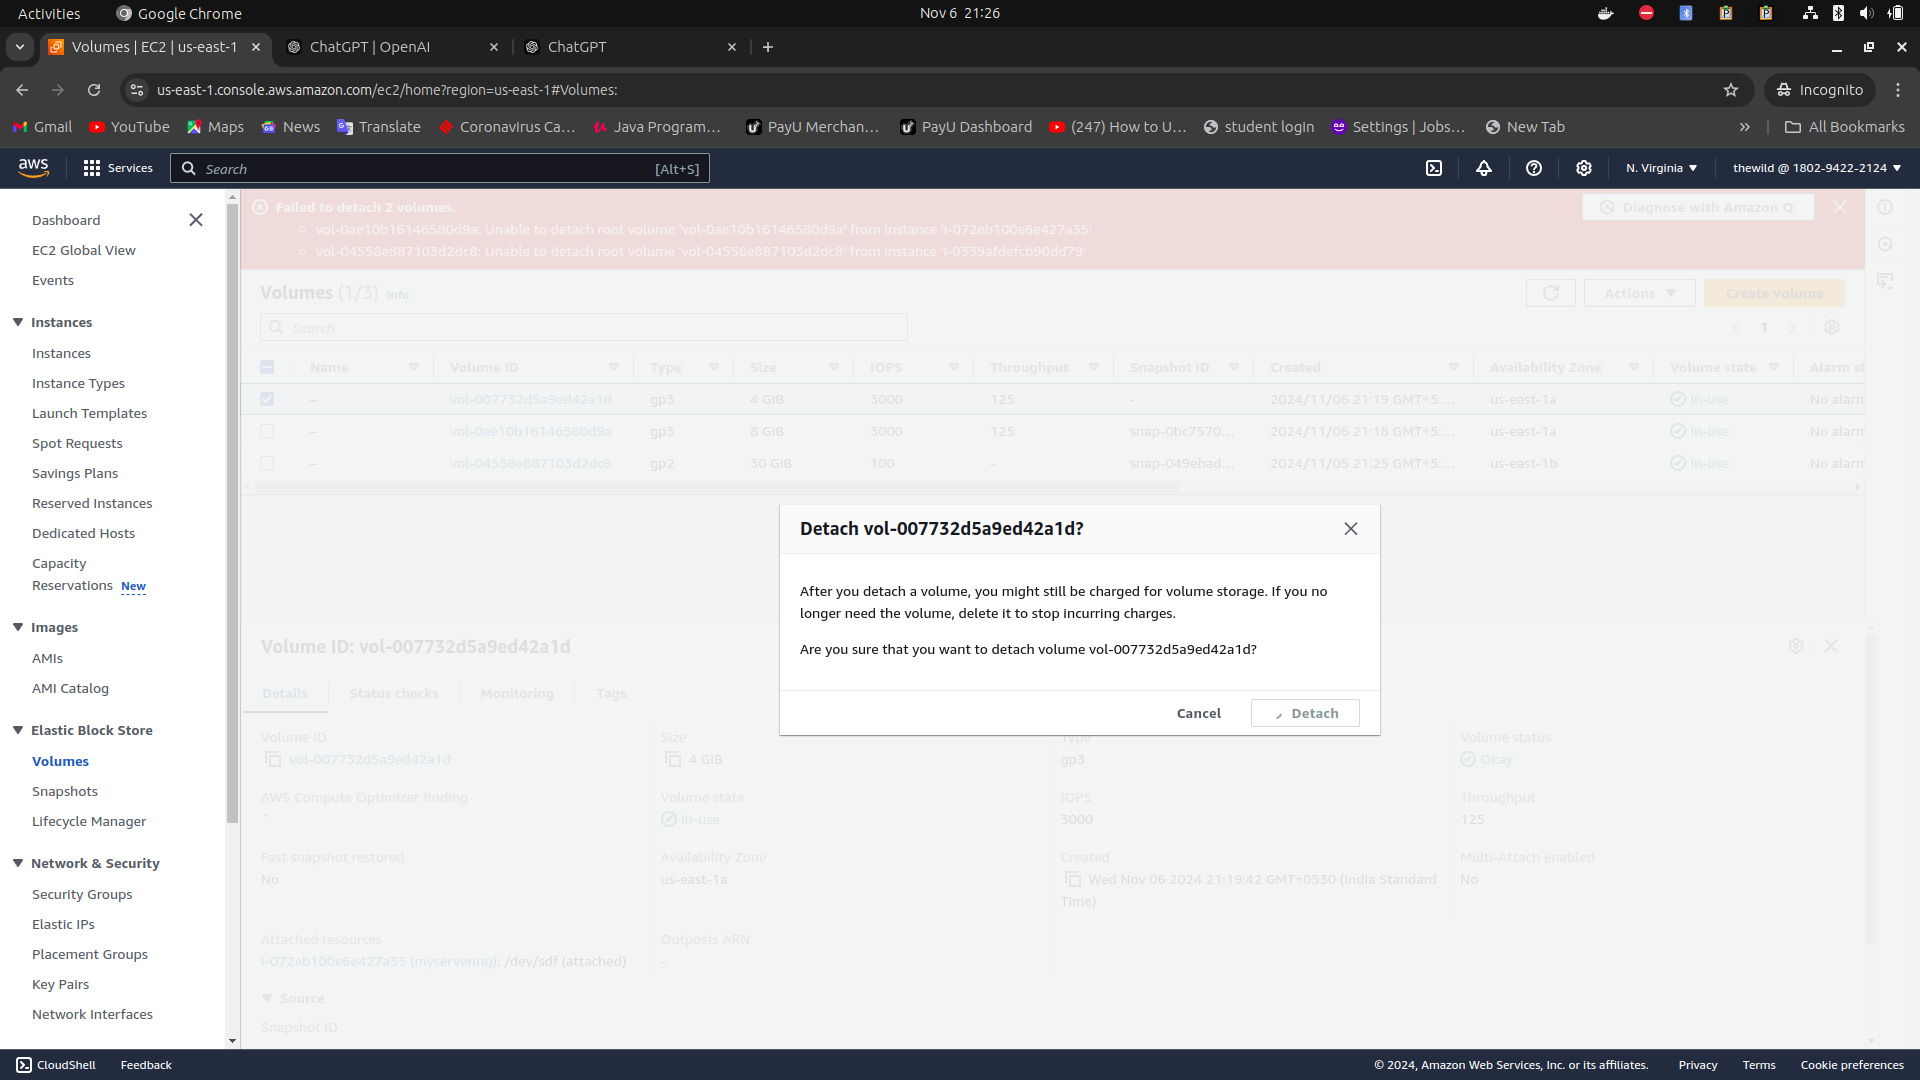 Activities
Google Chrome
Nov 6 21:26
Volumes | EC2 | us-east-1
ChatGPT | OpenAI
ChatGPT
us-east-1.console.aws.amazon.com/ec2/home?region=us-east-1#Volumes:
Incognito
Gmail
YouTube
Maps
News
Translate
Coronavirus Ca...
Java Program...
PayU Merchan...
PayU Dashboard
(247) How to U...
student login
Settings | Jobs...
New Tab
All Bookmarks
aws
Services
Search
[Alt+S]
N. Virginia
thewild @ 1802-9422-2124
Dashboard
EC2 Global View
Events
Instances
Instances
Instance Types
Launch Templates
Spot Requests
Savings Plans
Reserved Instances
Dedicated Hosts
Capacity
Reservations New
Images
AMIs
AMI Catalog
Elastic Block Store
Volumes
Snapshots
Lifecycle Manager
Network & Security
Security Groups
Elastic IPs
Placement Groups
Key Pairs
Network Interfaces
Failed to detach 2 volumes.
Diagnose with Amazon Q
vol-0ae10b16146580d9a: Unable to detach root volume 'vol-0ae10b16146580d9a' from instance 'i-072eb100e6e427a35'
vol-04558e887103d2dc8: Unable to detach root volume 'vol-04558e887103d2dc8' from instance 'i-0339afdefcb90dd79'
Volumes (1/3) Info
Actions
Create volume
Search
1
Name Volume ID Type Size IOPS Throughput Snapshot ID Created Availability Zone Volume state Alarm st
– vol-007732d5a9ed42a1d gp3 4 GiB 3000 125 - 2024/11/06 21:19 GMT+5:... us-east-1a In-use No alarm
– vol-0ae10b16146580d9a gp3 8 GiB 3000 125 snap-0bc7570... 2024/11/06 21:18 GMT+5:... us-east-1a In-use No alarm
– vol-04558e887103d2dc8 gp2 30 GiB 100 - snap-049ebad... 2024/11/05 21:25 GMT+5:... us-east-1b In-use No alarm
Detach vol-007732d5a9ed42a1d?
After you detach a volume, you might still be charged for volume storage. If you no
longer need the volume, delete it to stop incurring charges.
Are you sure that you want to detach volume vol-007732d5a9ed42a1d?
Cancel
Detach
Volume ID: vol-007732d5a9ed42a1d
Details
Status checks
Monitoring
Tags
Volume ID Size Type Volume status
vol-007732d5a9ed42a1d 4 GiB gp3 Okay
AWS Compute Optimizer finding Volume state IOPS Throughput
In-use 3000 125
Fast snapshot restored Availability Zone Created Multi-Attach enabled
No us-east-1a Wed Nov 06 2024 21:19:42 GMT+0530 (India Standard No
Time)
Attached resources Outposts ARN
i-072eb100e6e427a35 (myservering): /dev/sdf (attached) -
Source
Snapshot ID
CloudShell
Feedback
© 2024, Amazon Web Services, Inc. or its affiliates.
Privacy
Terms
Cookie preferences